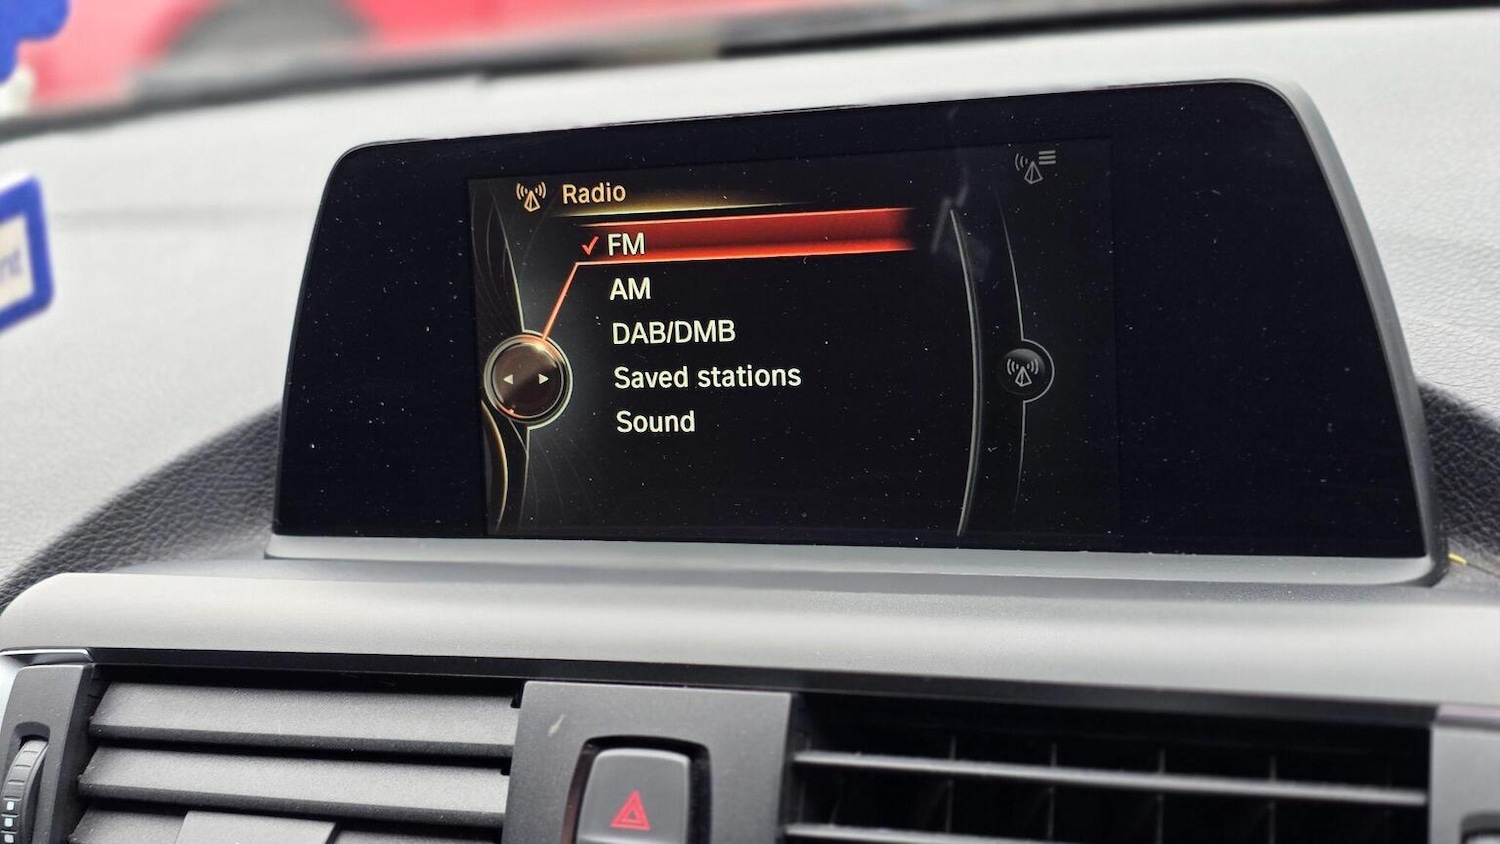 Radio
FM
AM
DAB/DMB
Saved stations
Sound